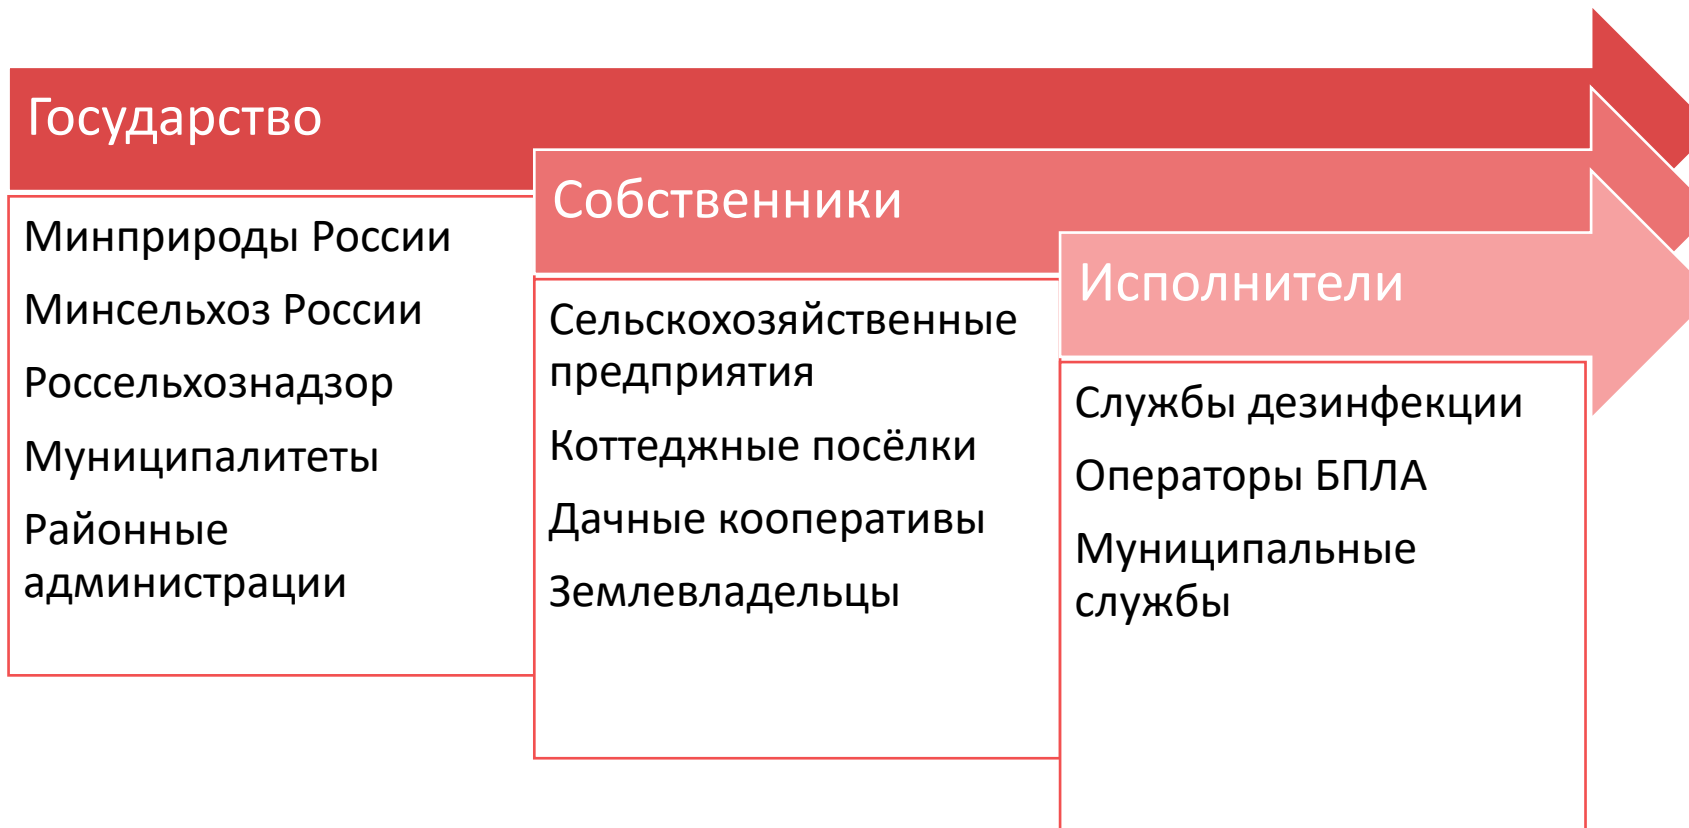 Государство
Минприроды России
Минсельхоз России
Россельхознадзор
Муниципалитеты
Районные
администрации
Собственники
Сельскохозяйственные
предприятия
Коттеджные посёлки
Дачные кооперативы
Землевладельцы
Исполнители
Службы дезинфекции
Операторы БПЛА
Муниципальные
службы